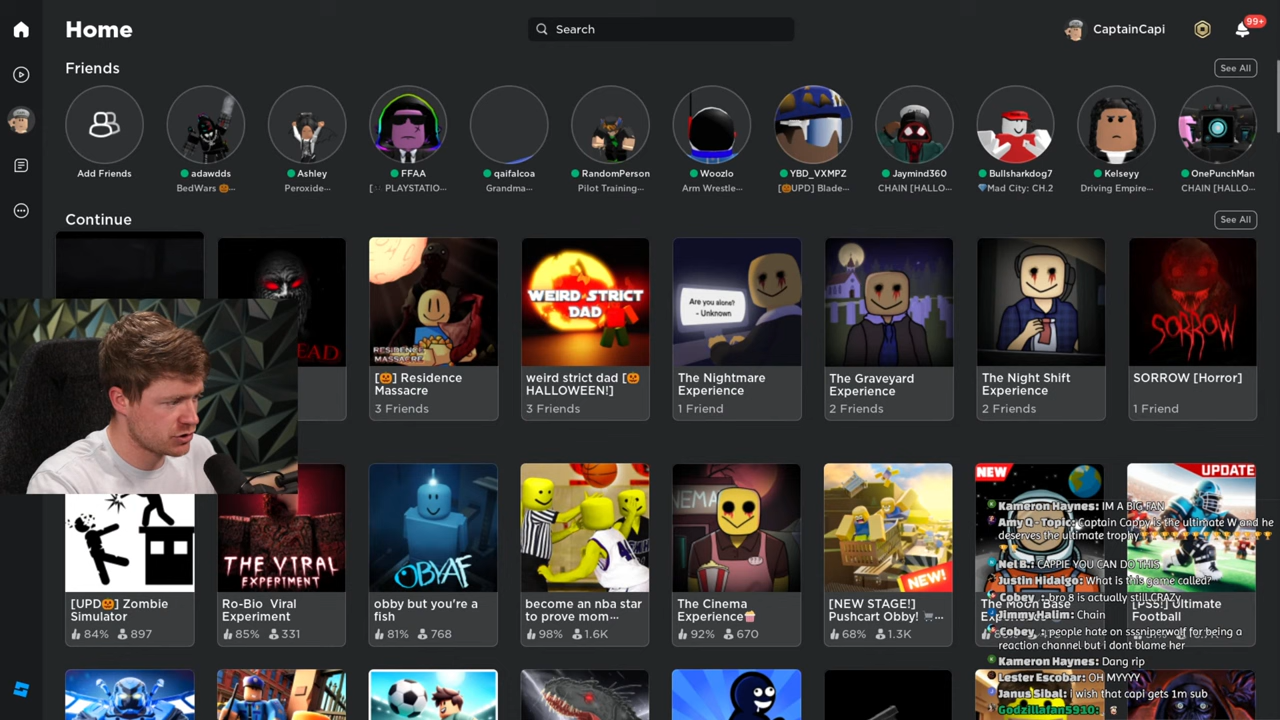 Home
Search
CaptainCapi
99+
Friends
See All
Add Friends
adawdds
BedWars 🎃...
Ashley
Peroxide...
FFAA
PLAYSTATIO...
qaifalcoa
Grandma...
RandomPerson
Pilot Training...
Woozlo
Arm Wrestle...
YBD_VXMPZ
[🎃UPD] Blade...
Jaymind360
CHAIN [HALLO...
Bullsharkdog7
💎Mad City: CH.2
Kelseyy
Driving Empire...
OnePunchMan
CHAIN [HALLO...
Continue
See All
EAD
RESIDENCE
MASSACRE
WEIRD STRICT
DAD
Are you alone?
- Unknown
SORROW
[🎃] Residence
Massacre
3 Friends
weird strict dad [🎃
HALLOWEEN!]
3 Friends
The Nightmare
Experience
1 Friend
The Graveyard
Experience
2 Friends
The Night Shift
Experience
2 Friends
SORROW [Horror]
1 Friend
THE VIRAL
EXPERIMENT
OBYAF
CINEMA
NEW!
NEW
UPDATE
[UPD🎃] Zombie
Simulator
84% 897
Ro-Bio Viral
Experiment
85% 331
obby but you're a
fish
81% 768
become an nba star
to prove mom...
98% 1.6K
The Cinema
Experience🍿
92% 670
[NEW STAGE!]
Pushcart Obby! 🛒...
68% 1.3K
The Moon Base
[PS5!] Ultimate
Football
Kameron Haynes: IM A BIG FAN
Amy Q - Topic: Captain Cappy is the ultimate W and he
deserves the ultimate trophy🏆🏆🏆🏆🏆🏆🏆🏆🏆🏆🏆
Nel B.: CAPPIE YOU CAN DO THIS
Justin Hidalgo: What is this game called?
Cobey. : bro 8 is actually still CRAZY
Jimmy Halim: Chain
Cobey. : people hate on sssniperwolf for being a
reaction channel but i dont blame her
Kameron Haynes: Dang rip
Lester Escobar: OH MYYYY
Janus Sibal: i wish that capi gets 1m sub
Godzillafan5910: